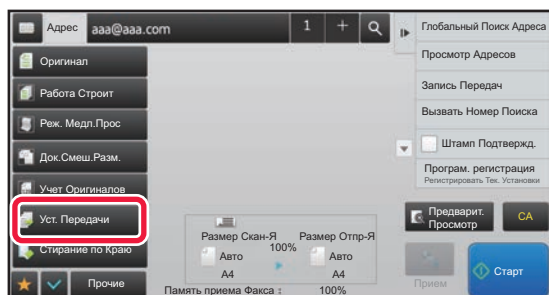 Адрес aaa@aaa.com 1 +
Оригинал
Работа Строит
Реж. Медл.Прос
Док.Смеш.Разм.
Учет Оригиналов
Уст. Передачи
Стирание по Краю
Прочие
Размер Скан-Я Размер Отпр-Я
100%
Авто Авто
A4 A4
Память приема Факса : 100%
Глобальный Поиск Адреса
Просмотр Адресов
Запись Передач
Вызвать Номер Поиска
Штамп Подтвержд.
Програм. регистрация
Регистрировать Тек. Установки
Предварит. Просмотр
CA
Прием
Старт